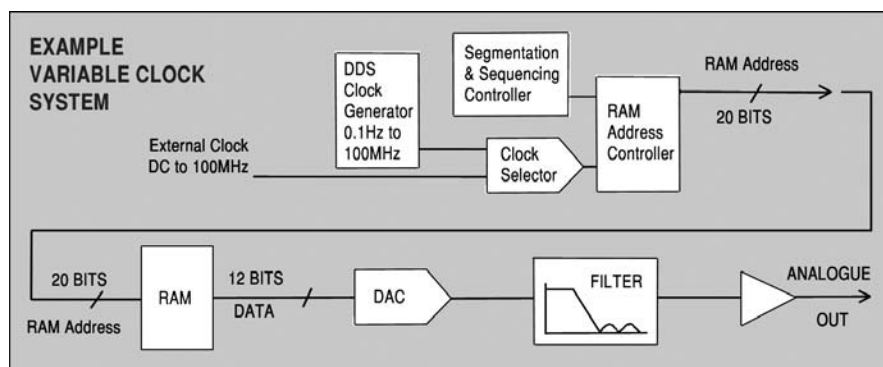 EXAMPLE
VARIABLE CLOCK
SYSTEM
DDS
Clock
Generator
0.1Hz to
100MHz
External Clock
DC to 100MHz
Segmentation
& Sequencing
Controller
Clock
Selector
RAM
Address
Controller
RAM Address
20 BITS
20 BITS
RAM Address
RAM
12 BITS
DATA
DAC
FILTER
ANALOGUE
OUT